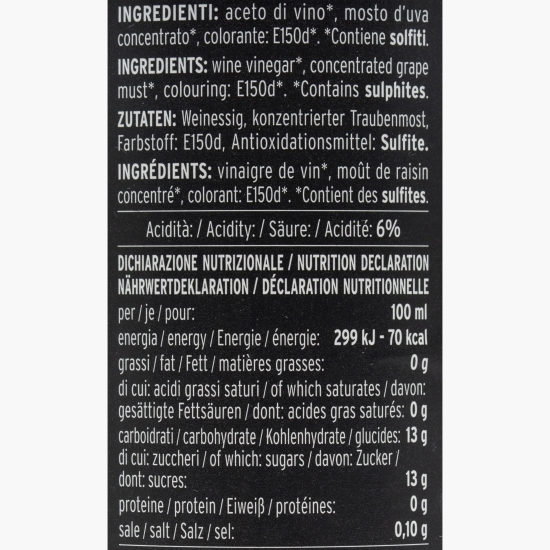 INGREDIENTI: aceto di vino*, mosto d'uva
concentrato*, colorante: E150d*. *Contiene solfiti.
INGREDIENTS: wine vinegar*, concentrated grape
must*, colouring: E150d*. *Contains sulphites.
ZUTATEN: Weinessig, konzentrierter Traubenmost,
Farbstoff: E150d, Antioxidationsmittel: Sulfite.
INGRÉDIENTS: vinaigre de vin*, moût de raisin
concentré*, colorant: E150d*. *Contient des sulfites.
Acidità: / Acidity: / Säure: / Acidité: 6%
DICHIARAZIONE NUTRIZIONALE / NUTRITION DECLARATION
NÄHRWERTDEKLARATION / DÉCLARATION NUTRITIONNELLE
per / je / pour: 100 ml
energia / energy / Energie / énergie: 299 kJ - 70 kcal
grassi / fat / Fett / matières grasses: 0 g
di cui: acidi grassi saturi / of which saturates / davon:
gesättigte Fettsäuren / dont: acides gras saturés: 0 g
carboidrati / carbohydrate / Kohlenhydrate / glucides: 13 g
di cui: zuccheri / of which: sugars / davon: Zucker /
dont: sucres: 13 g
proteine / protein / Eiweiß / protéines: 0 g
sale / salt / Salz / sel: 0,10 g